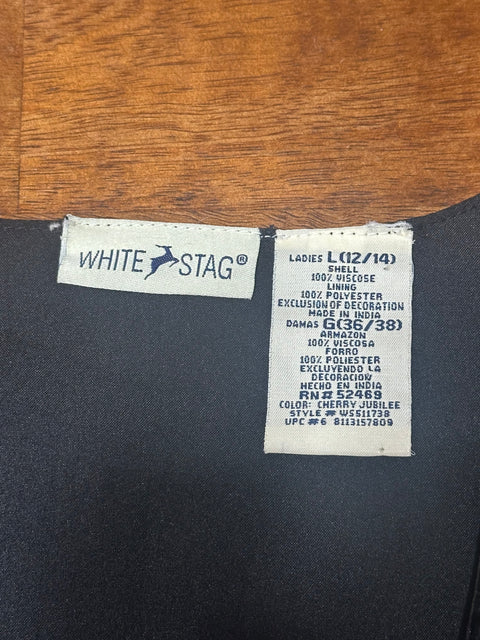 WHITE STAG®
LADIES L(12/14)
SHELL
100% VISCOSE
LINING
100% POLYESTER
EXCLUSION OF DECORATION
MADE IN INDIA
DAMAS G(36/38)
ARMAZON
100% VISCOSA
FORRO
100% POLIESTER
EXCLUYENDO LA
DECORACION
HECHO EN INDIA
RN# 52469
COLOR: CHERRY JUBILEE
STYLE # WS511738
UPC #6 8113157809